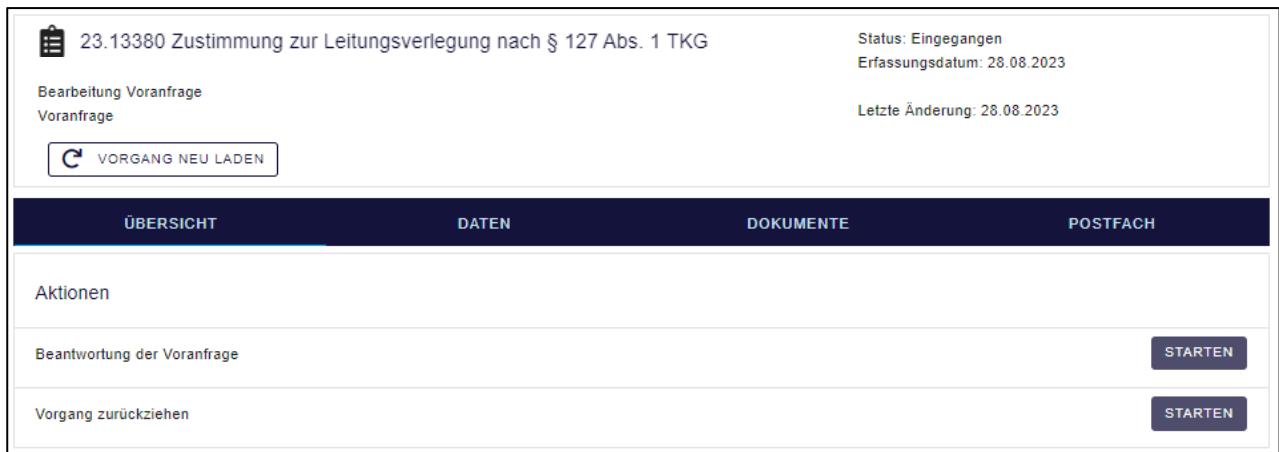 23.13380 Zustimmung zur Leitungsverlegung nach § 127 Abs. 1 TKG
Status: Eingegangen
Erfassungsdatum: 28.08.2023
Bearbeitung Voranfrage
Voranfrage
Letzte Änderung: 28.08.2023
VORGANG NEU LADEN
ÜBERSICHT DATEN DOKUMENTE POSTFACH
Aktionen
Beantwortung der Voranfrage STARTEN
Vorgang zurückziehen STARTEN